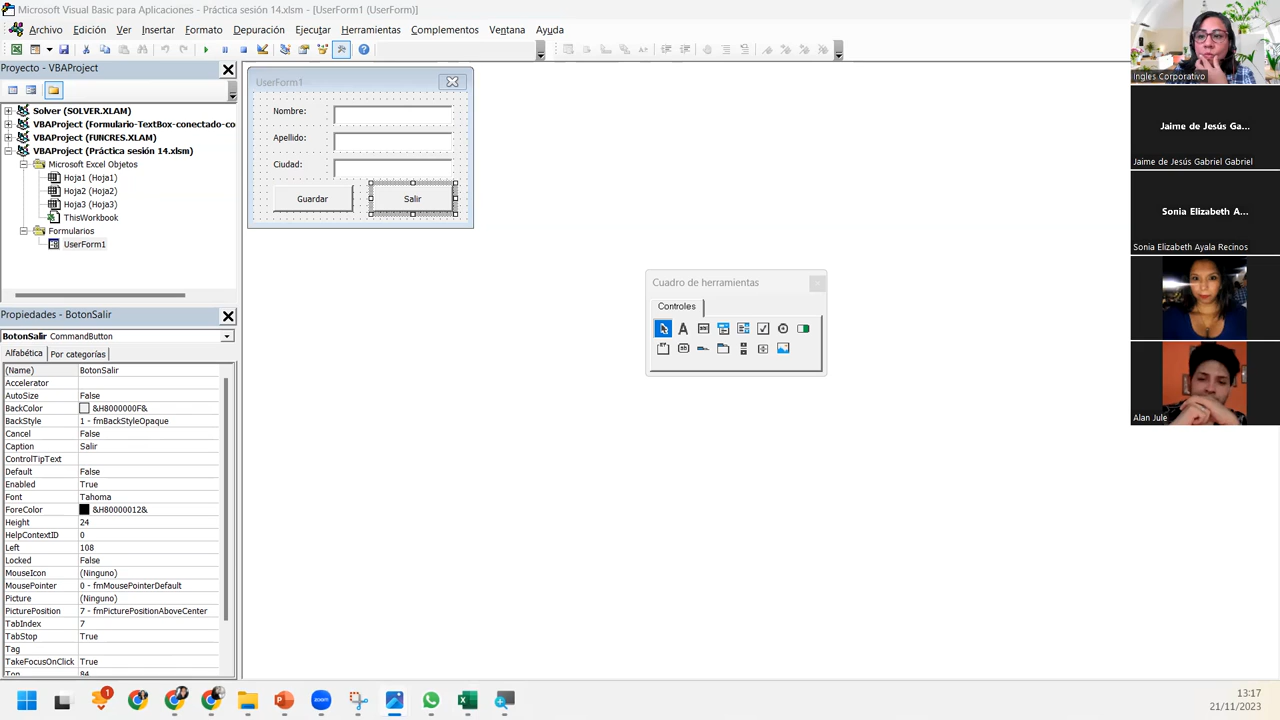 Microsoft Visual Basic para Aplicaciones - Práctica sesión 14.xlsm - [UserForm1 (UserForm)]
Archivo Edición Ver Insertar Formato Depuración Ejecutar Herramientas Complementos Ventana Ayuda
Proyecto - VBAProject
Solver (SOLVER.XLAM)
VBAProject (Formulario-TextBox-conectado-co
VBAProject (FUNCRES.XLAM)
VBAProject (Práctica sesión 14.xlsm)
Microsoft Excel Objetos
Hoja1 (Hoja1)
Hoja2 (Hoja2)
Hoja3 (Hoja3)
ThisWorkbook
Formularios
UserForm1
Propiedades - BotonSalir
BotonSalir CommandButton
Alfabética Por categorías
(Name) BotonSalir
Accelerator
AutoSize False
BackColor &H8000000F&
BackStyle 1 - fmBackStyleOpaque
Cancel False
Caption Salir
ControlTipText
Default False
Enabled True
Font Tahoma
ForeColor &H80000012&
Height 24
HelpContextID 0
Left 108
Locked False
MouseIcon (Ninguno)
MousePointer 0 - fmMousePointerDefault
Picture (Ninguno)
PicturePosition 7 - fmPicturePositionAboveCenter
TabIndex 7
TabStop True
Tag
TakeFocusOnClick True
Top 84
UserForm1
Nombre:
Apellido:
Ciudad:
Guardar Salir
Cuadro de herramientas
Controles
Ingles Corporativo
Jaime de Jesús Ga...
Jaime de Jesús Gabriel Gabriel
Sonia Elizabeth A...
Sonia Elizabeth Ayala Recinos
Alan Jule
1
zoom
13:17
21/11/2023